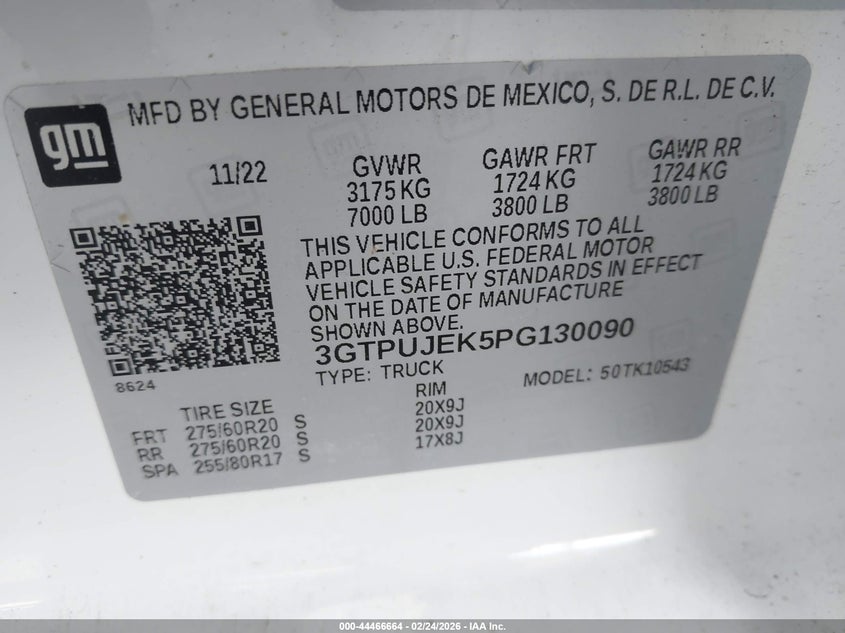 gm
MFD BY GENERAL MOTORS DE MEXICO, S. DE R.L. DE C.V.
11/22
GVWR
3175 KG
7000 LB
GAWR FRT
1724 KG
3800 LB
GAWR RR
1724 KG
3800 LB
THIS VEHICLE CONFORMS TO ALL
APPLICABLE U.S. FEDERAL MOTOR
VEHICLE SAFETY STANDARDS IN EFFECT
ON THE DATE OF MANUFACTURE
SHOWN ABOVE.
3GTPUJEK5PG130090
8624
TYPE: TRUCK
MODEL: 50TK10543
TIRE SIZE
RIM
FRT 275/60R20 S 20X9J
RR 275/60R20 S 20X9J
SPA 255/80R17 S 17X8J
000-44466664 - 02/24/2026 - IAA Inc.